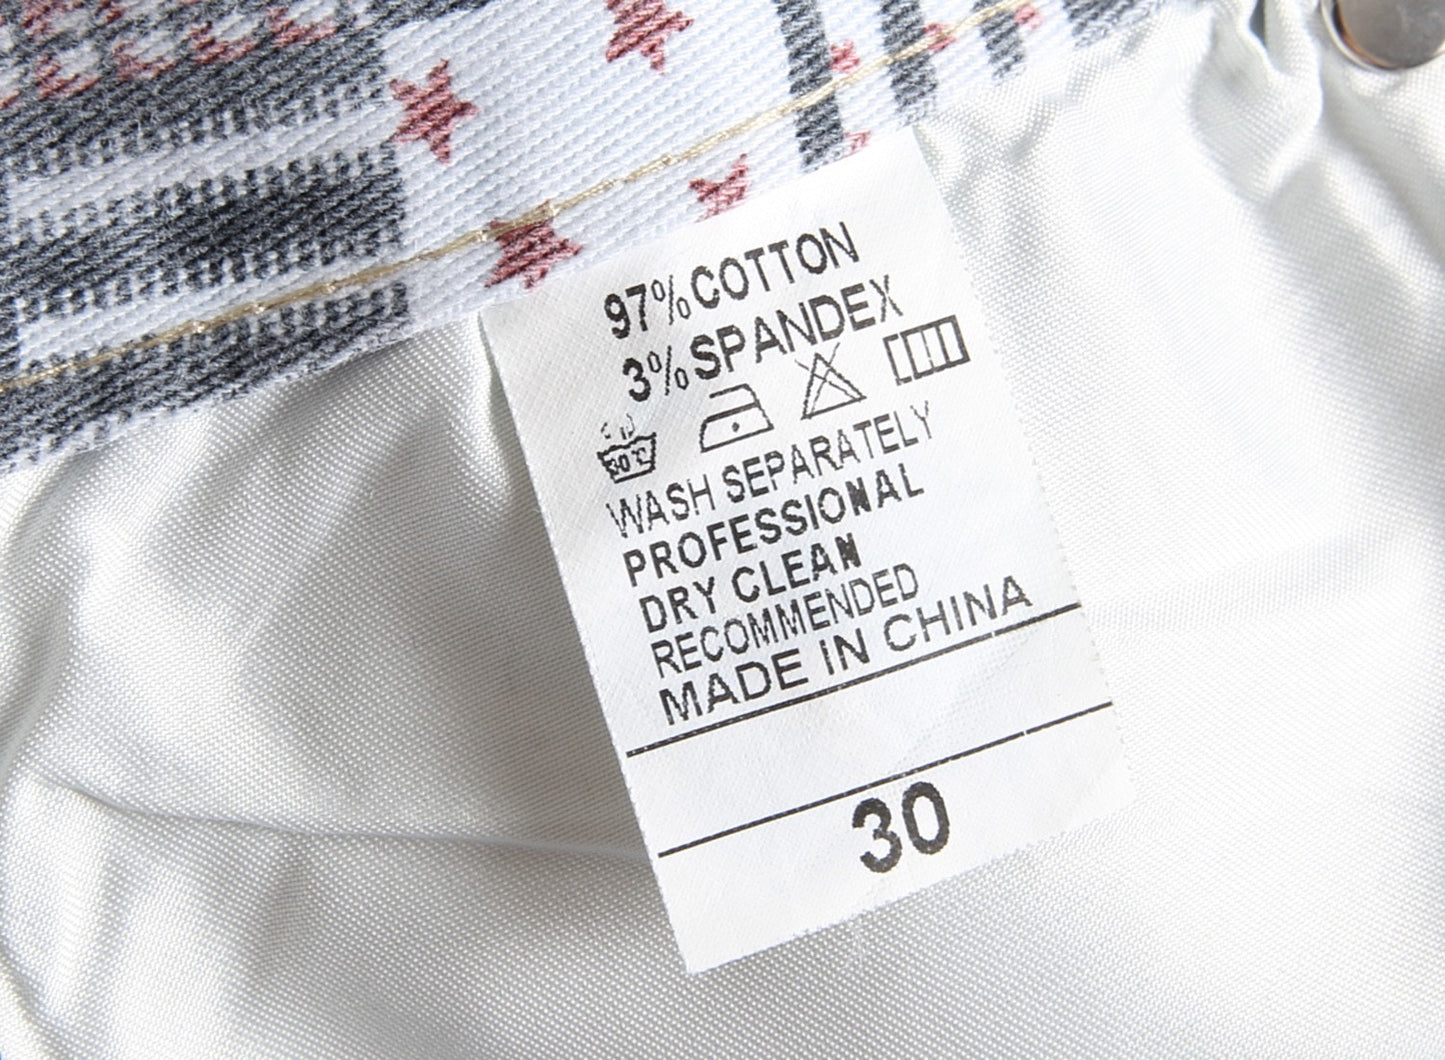 97%COTTON
3%SPANDEX
30℃
WASH SEPARATELY
PROFESSIONAL
DRY CLEAN
RECOMMENDED
MADE IN CHINA
30